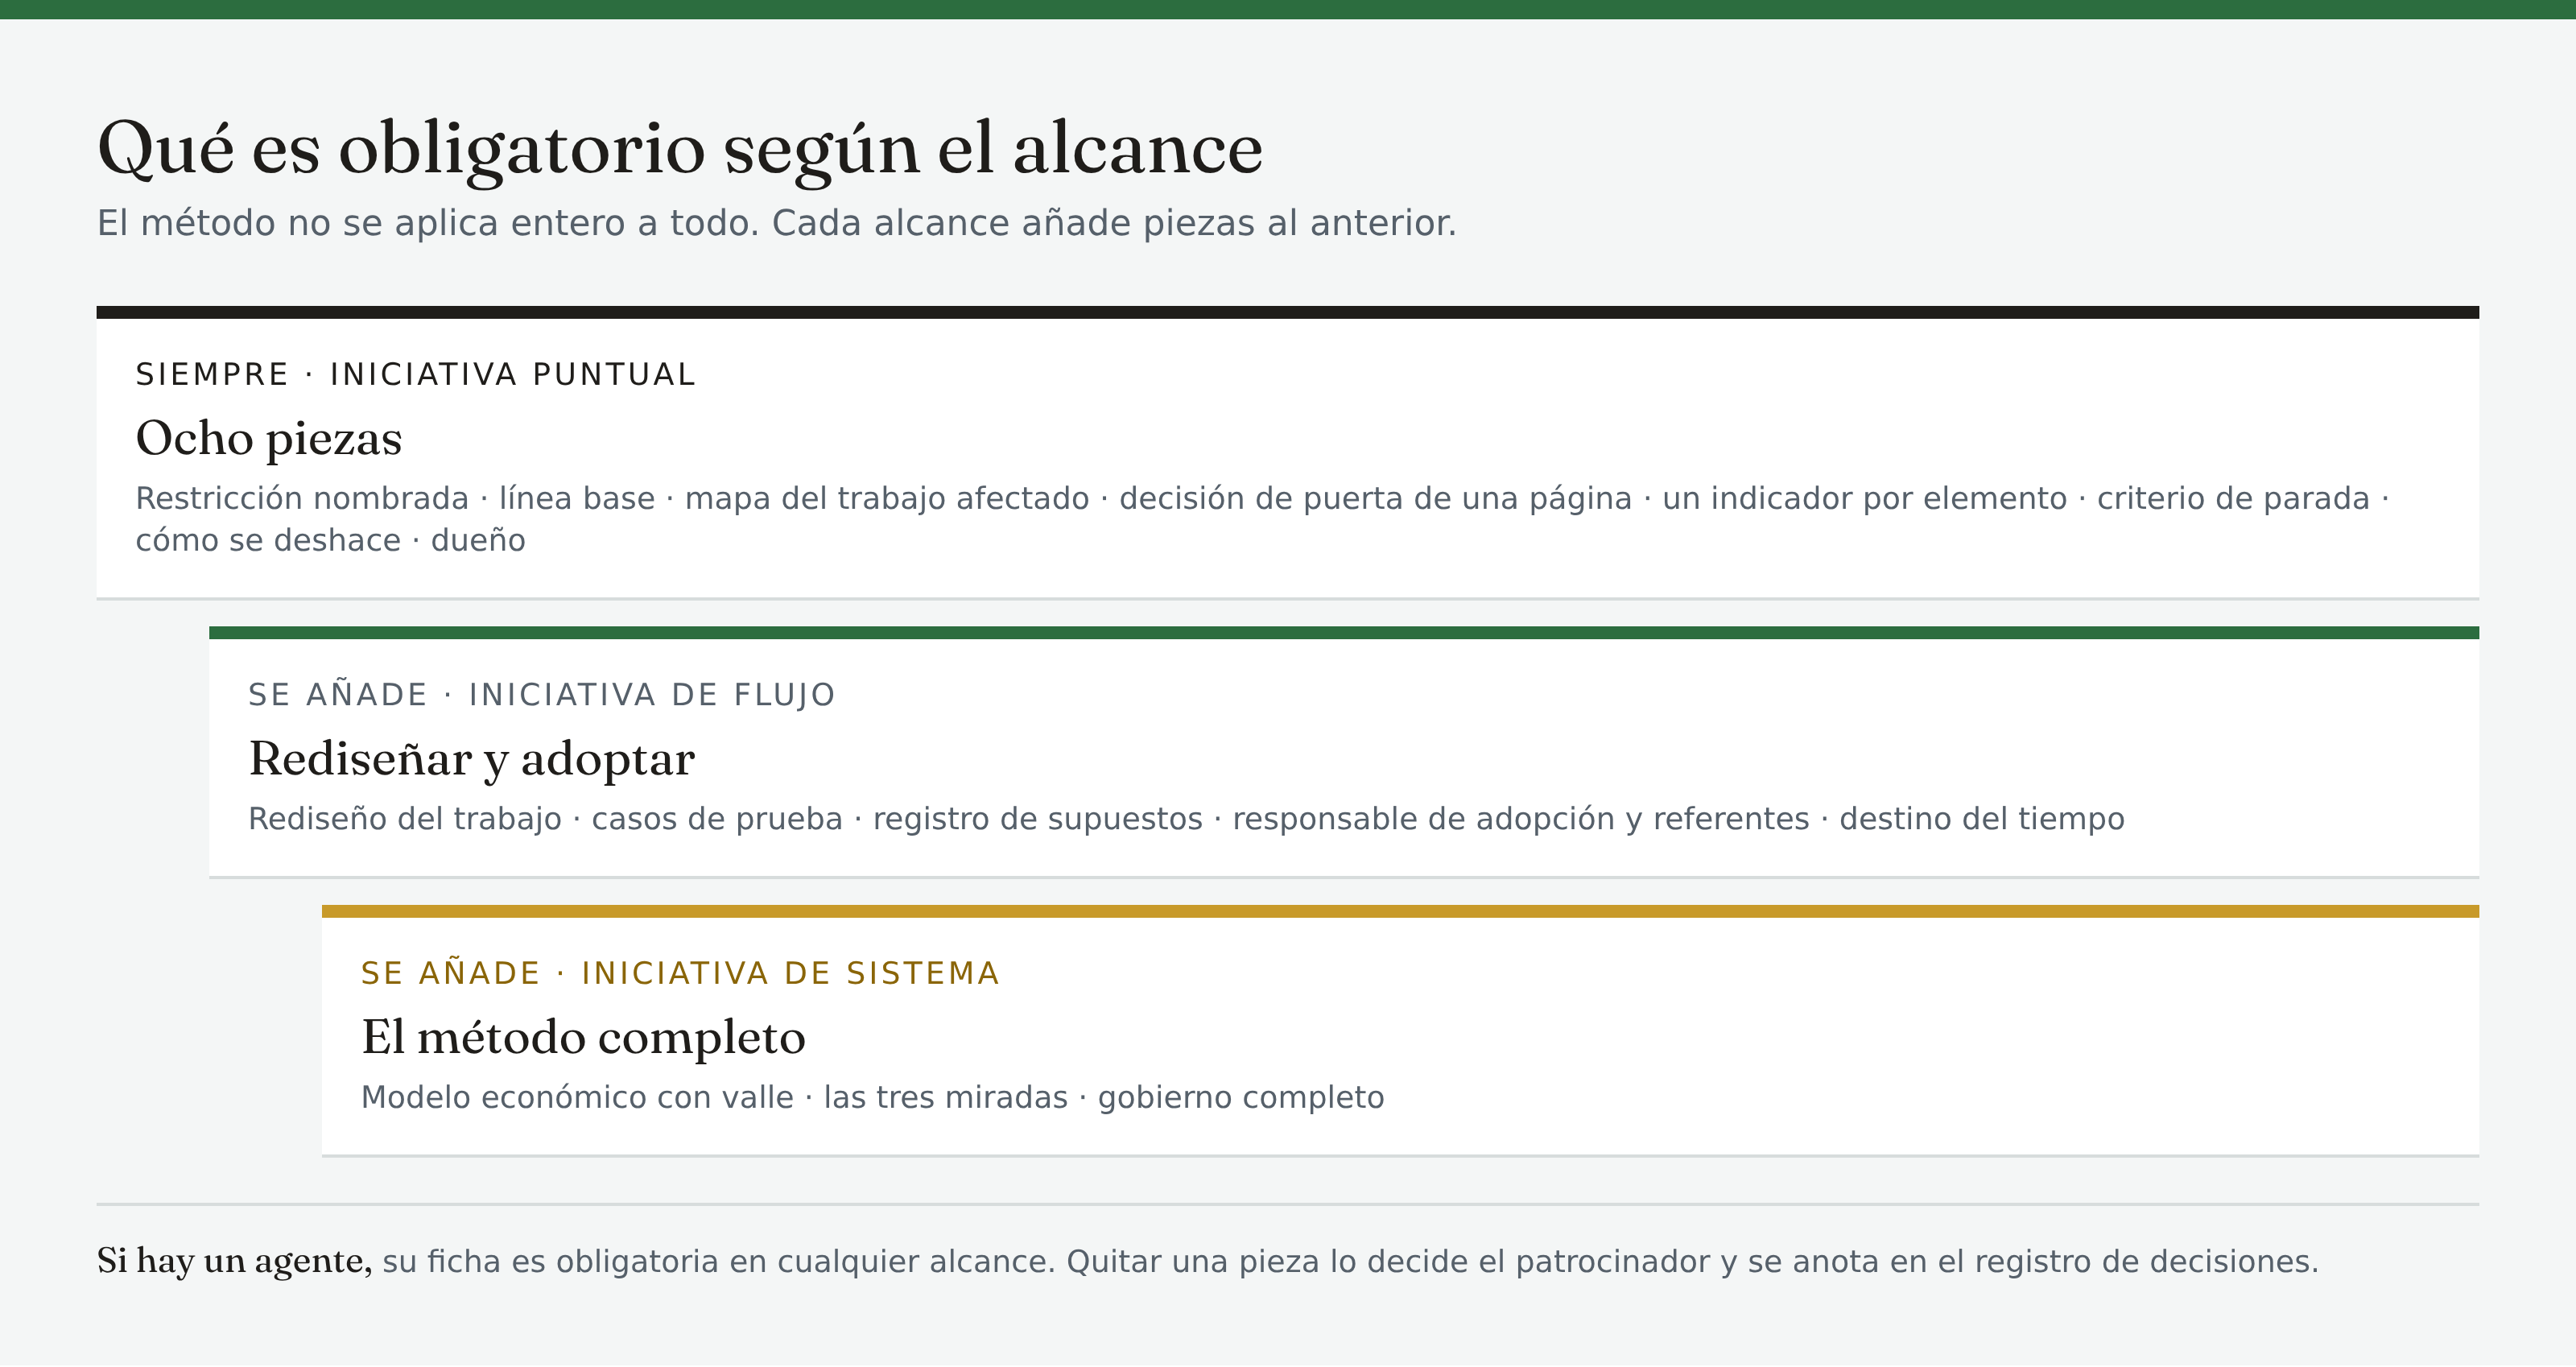 Qué es obligatorio según el alcance
El método no se aplica entero a todo. Cada alcance añade piezas al anterior.
SIEMPRE · INICIATIVA PUNTUAL
Ocho piezas
Restricción nombrada · línea base · mapa del trabajo afectado · decisión de puerta de una página · un indicador por elemento · criterio de parada ·
cómo se deshace · dueño
SE AÑADE · INICIATIVA DE FLUJO
Rediseñar y adoptar
Rediseño del trabajo · casos de prueba · registro de supuestos · responsable de adopción y referentes · destino del tiempo
SE AÑADE · INICIATIVA DE SISTEMA
El método completo
Modelo económico con valle · las tres miradas · gobierno completo
Si hay un agente, su ficha es obligatoria en cualquier alcance. Quitar una pieza lo decide el patrocinador y se anota en el registro de decisiones.